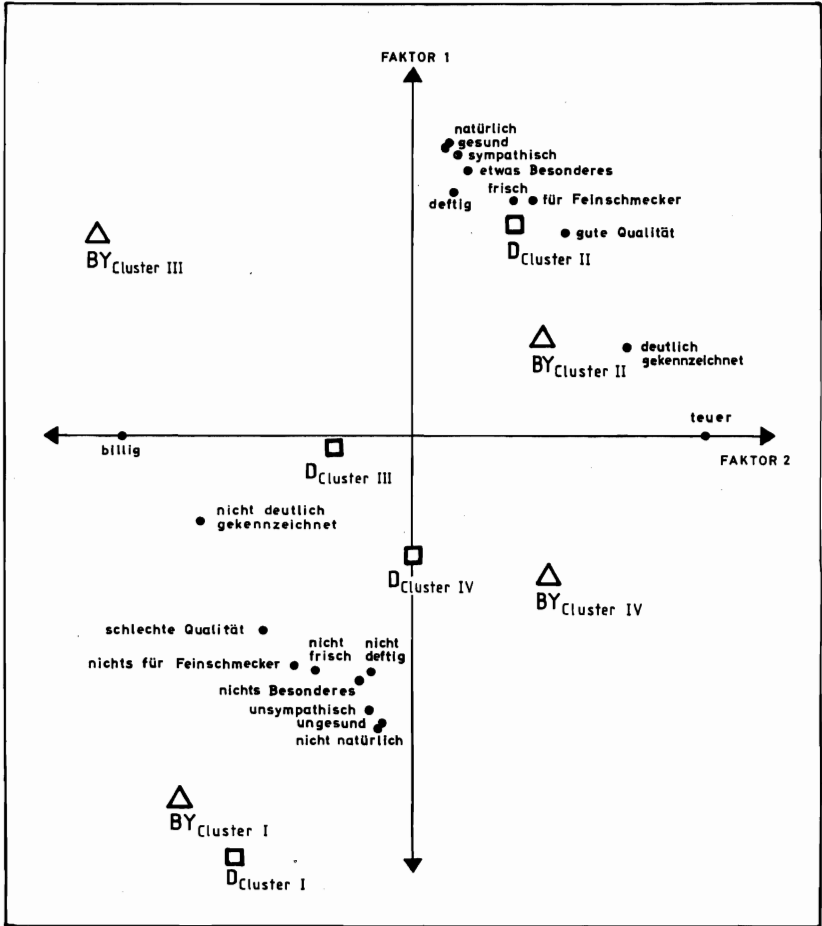 FAKTOR 1
natürlich
gesund
sympathisch
etwas Besonderes
frisch
für Feinschmecker
deftig
gute Qualität
D Cluster II
BY Cluster III
BY Cluster II
deutlich
gekennzeichnet
teuer
billig
FAKTOR 2
D Cluster III
nicht deutlich
gekennzeichnet
D Cluster IV
BY Cluster IV
schlechte Qualität
nicht
frisch
nicht
deftig
nichts für Feinschmecker
nichts Besonderes
unsympathisch
ungesund
nicht natürlich
BY Cluster I
D Cluster I